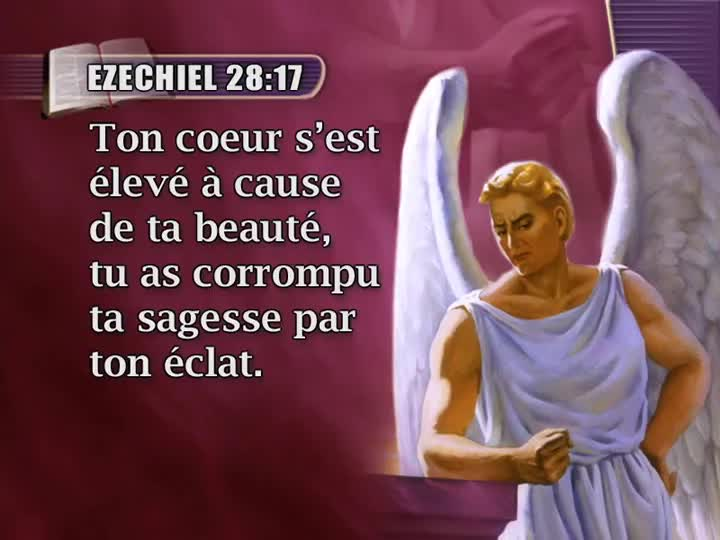 EZECHIEL 28:17
Ton coeur s’est
élevé à cause
de ta beauté,
tu as corrompu
ta sagesse par
ton éclat.